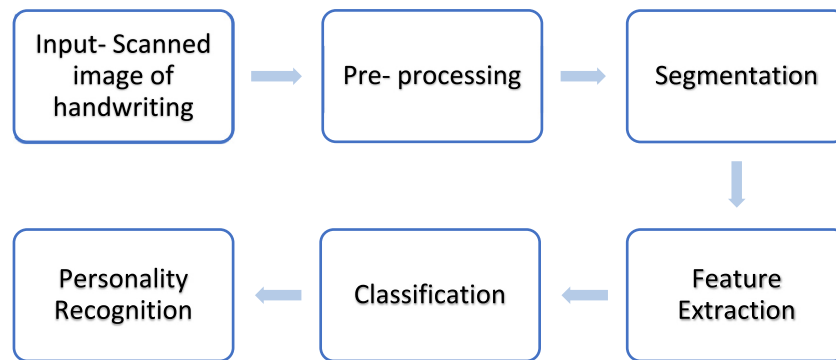 Input- Scanned
image of
handwriting
Pre- processing
Segmentation
Feature
Extraction
Classification
Personality
Recognition